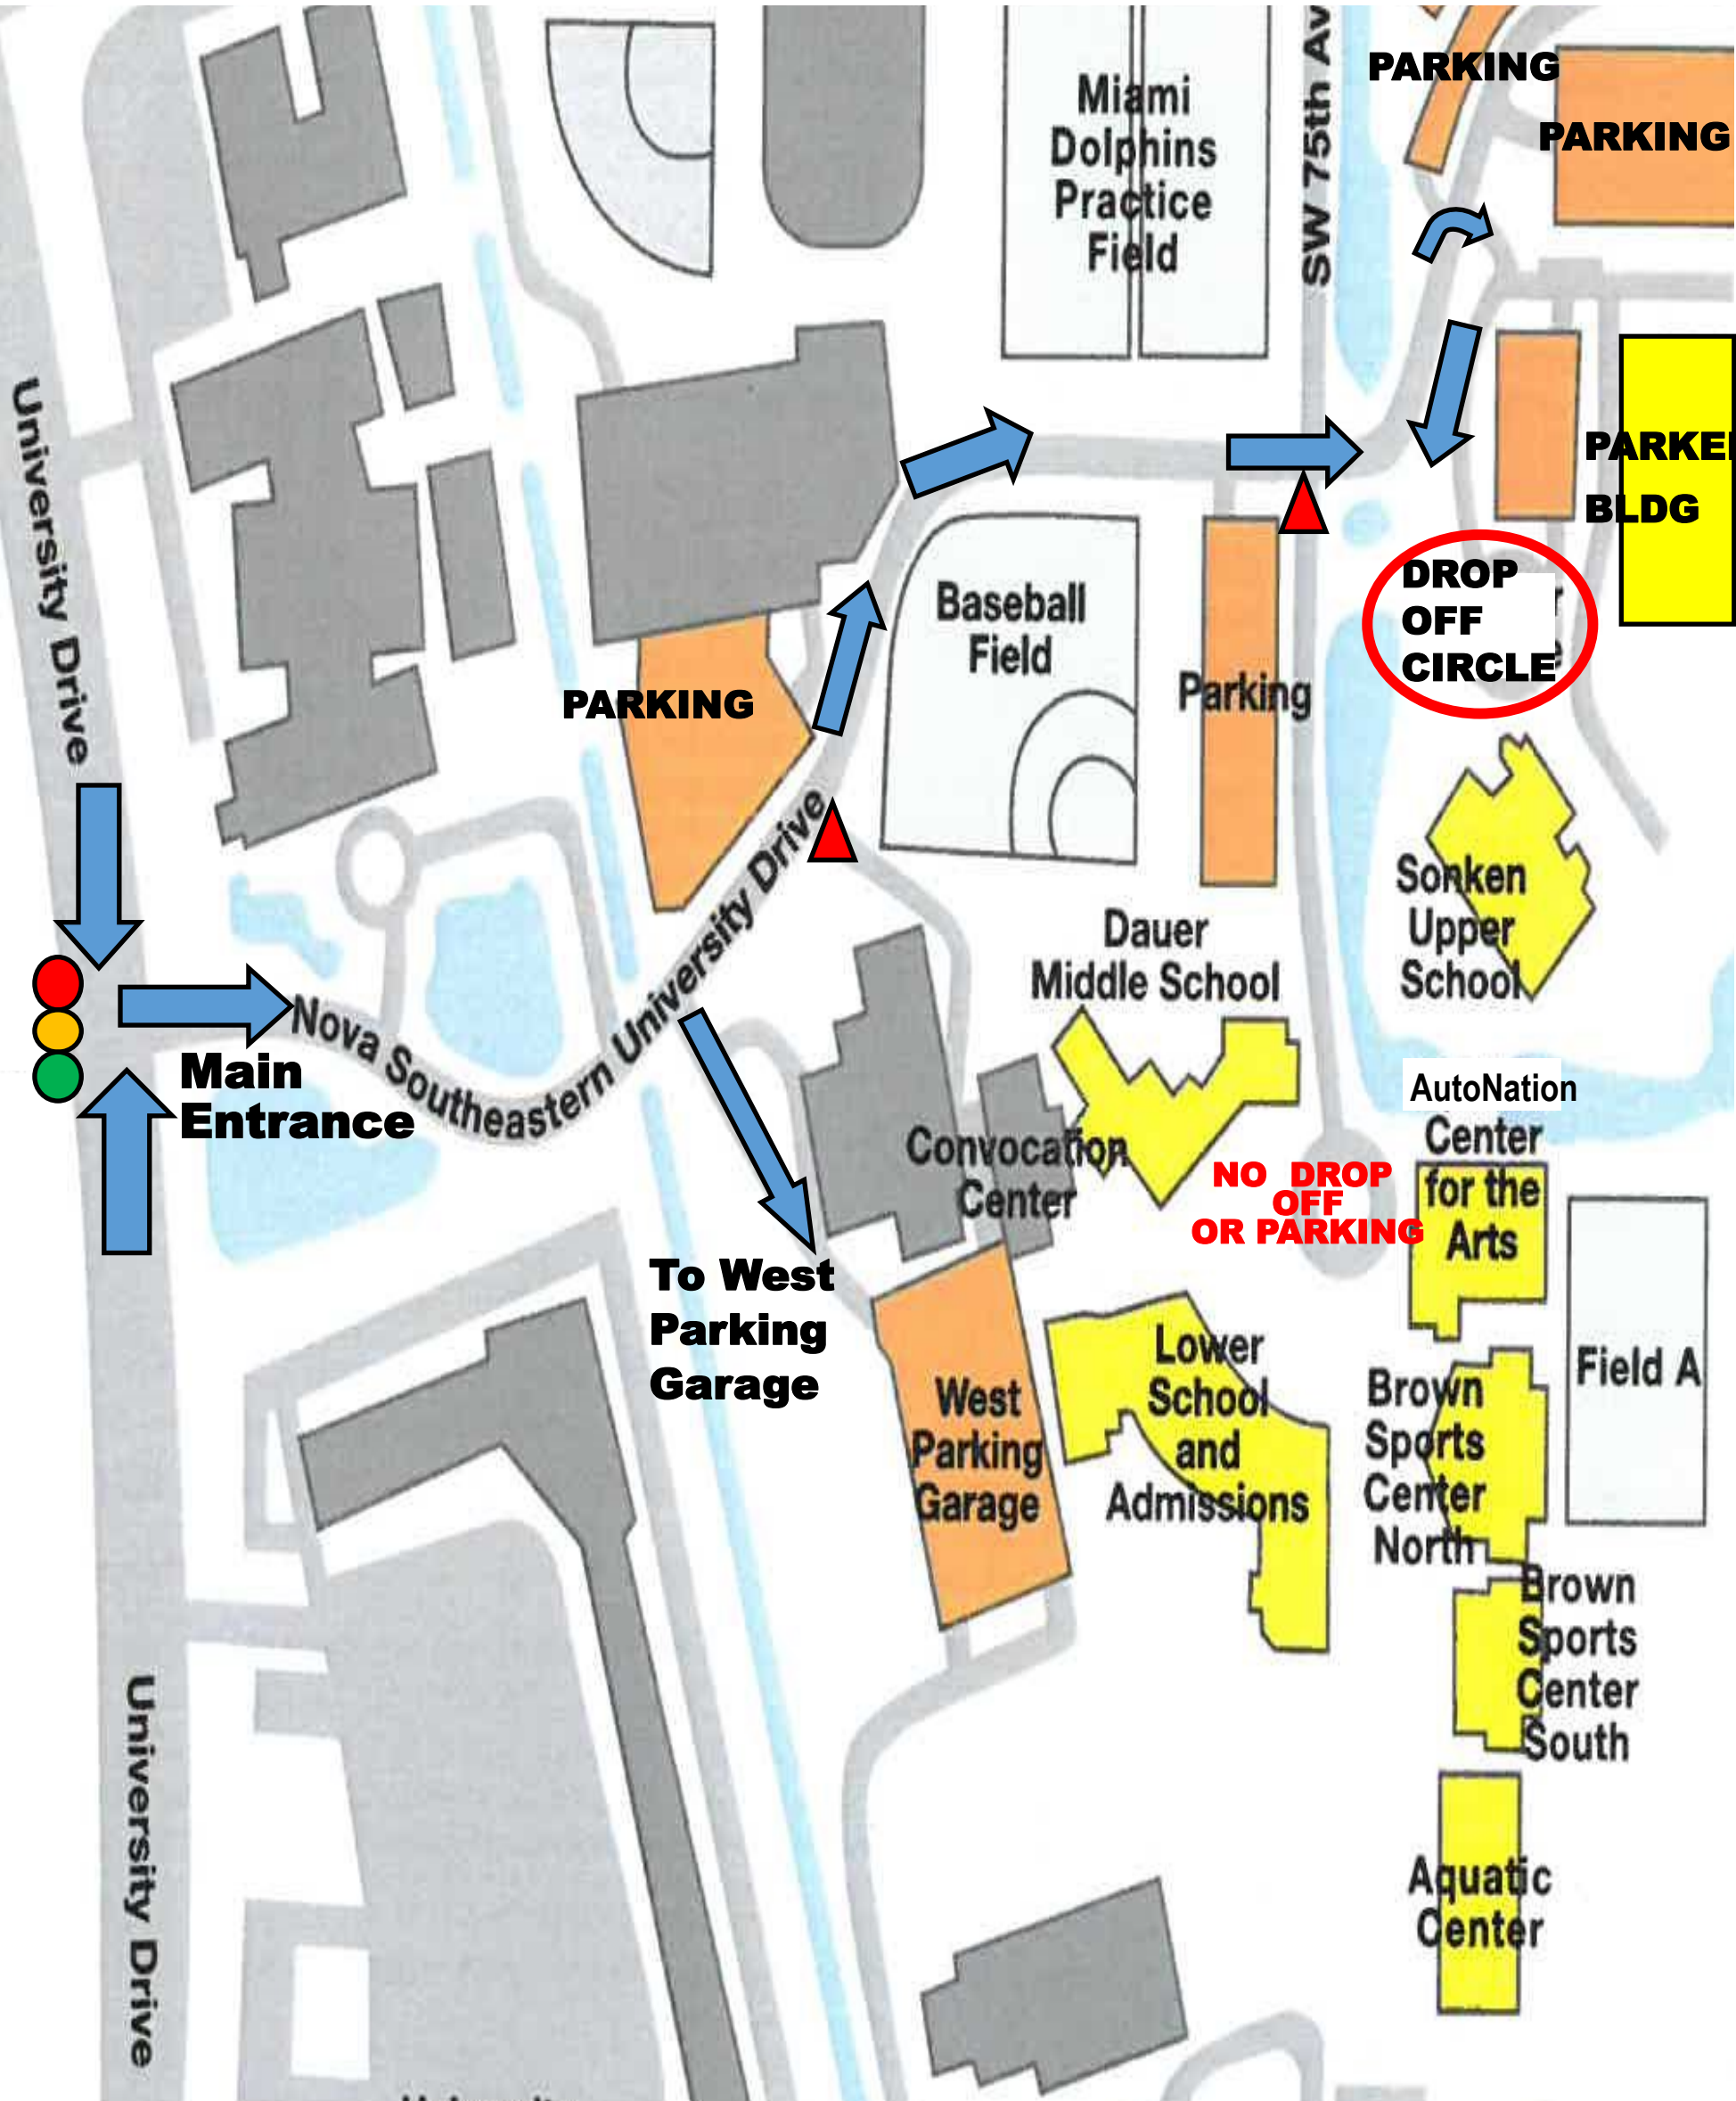 PARKING
PARKING
Miami
Dolphins
Practice
Field
SW 75th Av
University Drive
PARKE
BLDG
DROP
OFF
CIRCLE
Baseball
Field
PARKING
Parking
Sonken
Upper
School
Dauer
Middle School
Nova Southeastern University Drive
Main
Entrance
AutoNation
Center
for the
Arts
Convocation
Center
NO DROP
OFF
OR PARKING
To West
Parking
Garage
West
Parking
Garage
Lower
School
and
Admissions
Brown
Sports
Center
North
Field A
Brown
Sports
Center
South
University Drive
Aquatic
Center